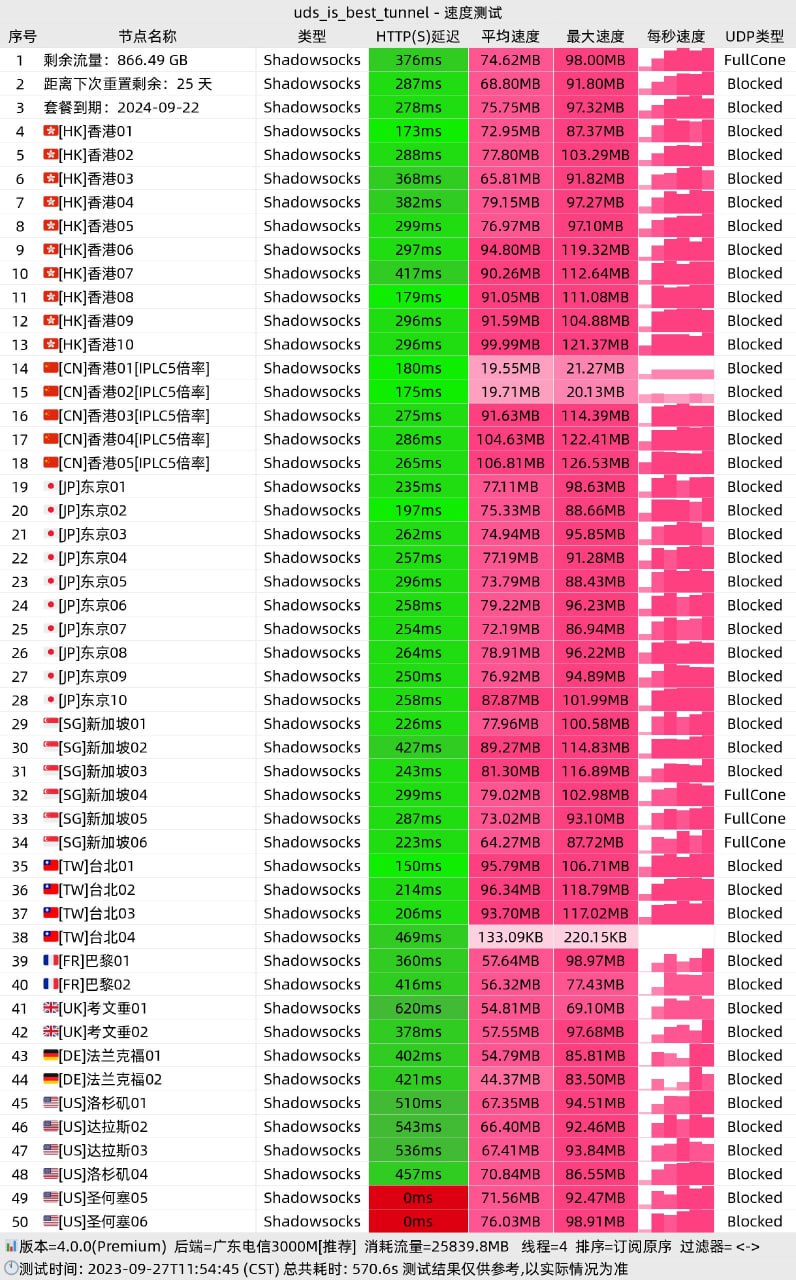 uds_is_best_tunnel - 速度测试
序号 节点名称 类型 HTTP(S)延迟 平均速度 最大速度 每秒速度 UDP类型
1 剩余流量：866.49 GB Shadowsocks 376ms 74.62MB 98.00MB FullCone
2 距离下次重置剩余：25 天 Shadowsocks 287ms 68.80MB 91.80MB Blocked
3 套餐到期：2024-09-22 Shadowsocks 278ms 75.75MB 97.32MB Blocked
4 [HK]香港01 Shadowsocks 173ms 72.95MB 87.37MB Blocked
5 [HK]香港02 Shadowsocks 288ms 77.80MB 103.29MB Blocked
6 [HK]香港03 Shadowsocks 368ms 65.81MB 91.82MB Blocked
7 [HK]香港04 Shadowsocks 382ms 79.15MB 97.27MB Blocked
8 [HK]香港05 Shadowsocks 299ms 76.97MB 97.10MB Blocked
9 [HK]香港06 Shadowsocks 297ms 94.80MB 119.32MB Blocked
10 [HK]香港07 Shadowsocks 417ms 90.26MB 112.64MB Blocked
11 [HK]香港08 Shadowsocks 179ms 91.05MB 111.08MB Blocked
12 [HK]香港09 Shadowsocks 296ms 91.59MB 104.88MB Blocked
13 [HK]香港10 Shadowsocks 296ms 99.99MB 121.37MB Blocked
14 [CN]香港01[IPLC5倍率] Shadowsocks 180ms 19.55MB 21.27MB Blocked
15 [CN]香港02[IPLC5倍率] Shadowsocks 175ms 19.71MB 20.13MB Blocked
16 [CN]香港03[IPLC5倍率] Shadowsocks 275ms 91.63MB 114.39MB Blocked
17 [CN]香港04[IPLC5倍率] Shadowsocks 286ms 104.63MB 122.41MB Blocked
18 [CN]香港05[IPLC5倍率] Shadowsocks 265ms 106.81MB 126.53MB Blocked
19 [JP]东京01 Shadowsocks 235ms 77.11MB 98.63MB Blocked
20 [JP]东京02 Shadowsocks 197ms 75.33MB 88.66MB Blocked
21 [JP]东京03 Shadowsocks 262ms 74.94MB 95.85MB Blocked
22 [JP]东京04 Shadowsocks 257ms 77.19MB 91.28MB Blocked
23 [JP]东京05 Shadowsocks 296ms 73.79MB 88.43MB Blocked
24 [JP]东京06 Shadowsocks 258ms 79.22MB 96.23MB Blocked
25 [JP]东京07 Shadowsocks 254ms 72.19MB 86.94MB Blocked
26 [JP]东京08 Shadowsocks 264ms 78.91MB 96.22MB Blocked
27 [JP]东京09 Shadowsocks 250ms 76.92MB 94.89MB Blocked
28 [JP]东京10 Shadowsocks 258ms 87.87MB 101.99MB Blocked
29 [SG]新加坡01 Shadowsocks 226ms 77.96MB 100.58MB Blocked
30 [SG]新加坡02 Shadowsocks 427ms 89.27MB 114.83MB Blocked
31 [SG]新加坡03 Shadowsocks 243ms 81.30MB 116.89MB Blocked
32 [SG]新加坡04 Shadowsocks 299ms 79.02MB 102.98MB FullCone
33 [SG]新加坡05 Shadowsocks 287ms 73.02MB 93.10MB FullCone
34 [SG]新加坡06 Shadowsocks 223ms 64.27MB 87.72MB FullCone
35 [TW]台北01 Shadowsocks 150ms 95.79MB 106.71MB Blocked
36 [TW]台北02 Shadowsocks 214ms 96.34MB 118.79MB Blocked
37 [TW]台北03 Shadowsocks 206ms 93.70MB 117.02MB Blocked
38 [TW]台北04 Shadowsocks 469ms 133.09KB 220.15KB Blocked
39 [FR]巴黎01 Shadowsocks 360ms 57.64MB 98.97MB Blocked
40 [FR]巴黎02 Shadowsocks 416ms 56.32MB 77.43MB Blocked
41 [UK]考文垂01 Shadowsocks 620ms 54.81MB 69.10MB Blocked
42 [UK]考文垂02 Shadowsocks 378ms 57.55MB 97.68MB Blocked
43 [DE]法兰克福01 Shadowsocks 402ms 54.79MB 85.81MB Blocked
44 [DE]法兰克福02 Shadowsocks 421ms 44.37MB 83.50MB Blocked
45 [US]洛杉矶01 Shadowsocks 510ms 67.35MB 94.51MB Blocked
46 [US]达拉斯02 Shadowsocks 543ms 66.40MB 92.46MB Blocked
47 [US]达拉斯03 Shadowsocks 536ms 67.41MB 93.84MB Blocked
48 [US]洛杉矶04 Shadowsocks 457ms 70.84MB 86.55MB Blocked
49 [US]圣何塞05 Shadowsocks 0ms 71.56MB 92.47MB Blocked
50 [US]圣何塞06 Shadowsocks 0ms 76.03MB 98.91MB Blocked
版本=4.0.0(Premium) 后端=广东电信3000M[推荐] 消耗流量=25839.8MB 线程=4 排序=订阅原序 过滤器= <->
测试时间: 2023-09-27T11:54:45 (CST) 总共耗时: 570.6s 测试结果仅供参考,以实际情况为准